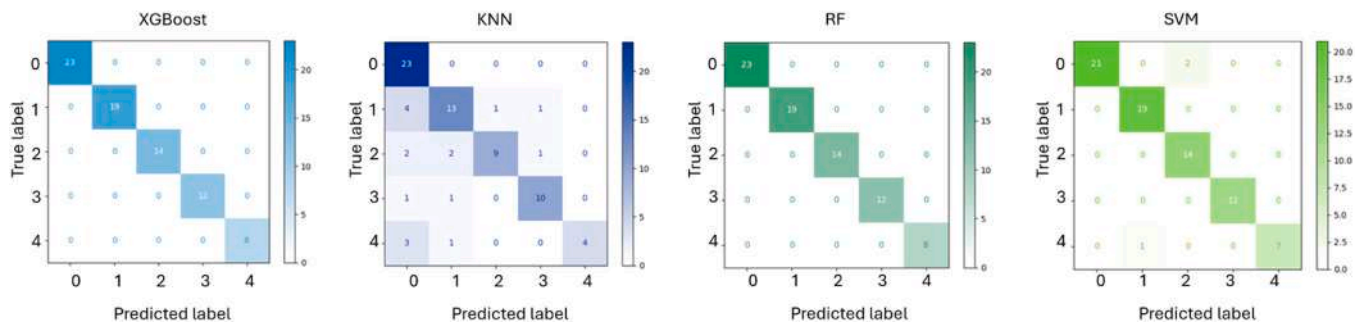 XGBoost
True label
0 23 0 0 0 0 20
1 0 19 0 0 0 15
2 0 0 14 0 0 10
3 0 0 0 12 0 5
4 0 0 0 0 8 0
0 1 2 3 4
Predicted label
KNN
True label
0 23 0 0 0 0 20
1 4 13 1 1 0 15
2 2 2 9 1 0 10
3 1 1 0 10 0 5
4 3 1 0 0 4 0
0 1 2 3 4
Predicted label
RF
True label
0 23 0 0 0 0 20
1 0 19 0 0 0 15
2 0 0 14 0 0 10
3 0 0 0 12 0 5
4 0 0 0 0 8 0
0 1 2 3 4
Predicted label
SVM
True label
0 21 0 2 0 0
1 0 19 0 0 0
2 0 0 14 0 0
3 0 0 0 12 0
4 0 1 0 0 7
0 1 2 3 4
20.0
17.5
15.0
12.5
10.0
7.5
5.0
2.5
0.0
Predicted label